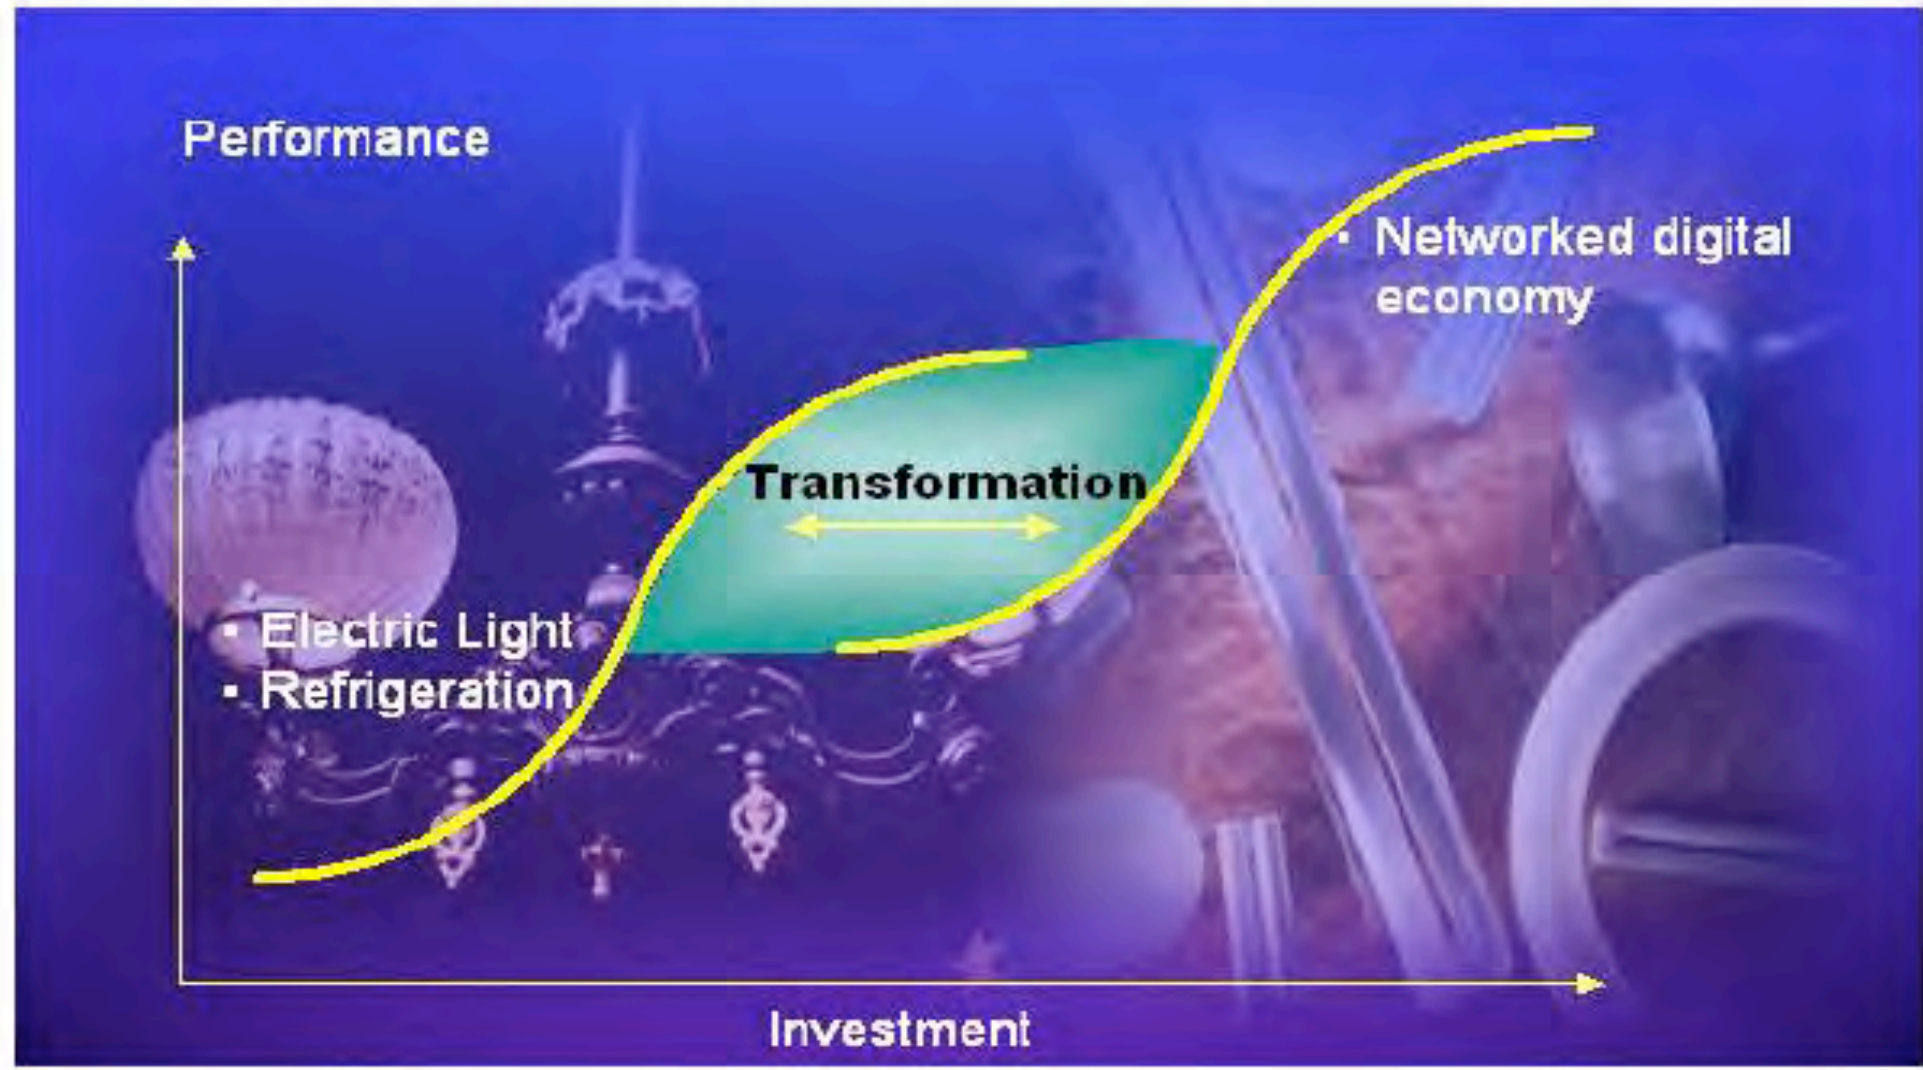 Performance
▪ Networked digital
economy
Transformation
▪ Electric Light
▪ Refrigeration
Investment